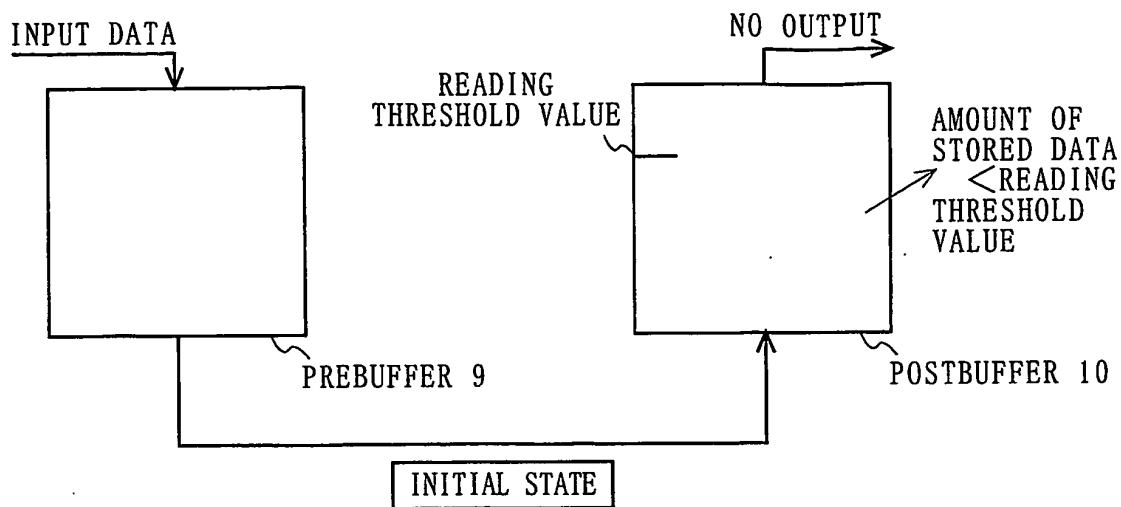 INPUT DATA
NO OUTPUT
READING
THRESHOLD VALUE
AMOUNT OF
STORED DATA
<READING
THRESHOLD
VALUE
PREBUFFER 9
POSTBUFFER 10
INITIAL STATE